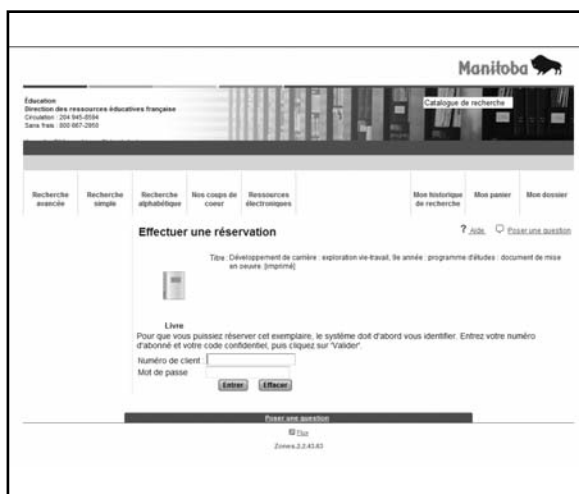 Manitoba
Éducation
Direction des ressources éducatives française
Circulation : 204 945-8594
Sans frais : 800 667-2950
Catalogue de recherche
Recherche avancée
Recherche simple
Recherche alphabétique
Nos coups de coeur
Ressources électroniques
Mon historique de recherche
Mon panier
Mon dossier
Effectuer une réservation
? Aide
Poser une question
Titre : Développement de carrière : exploration vie-travail, 9e année : programme d'études : document de mise
en oeuvre. [imprimé]
Livre
Pour que vous puissiez réserver cet exemplaire, le système doit d'abord vous identifier. Entrez votre numéro
d'abonné et votre code confidentiel, puis cliquez sur 'Valider'.
Numéro de client :
Mot de passe
Entrer
Effacer
Poser une question
Flux
Zones.2.2.43.63